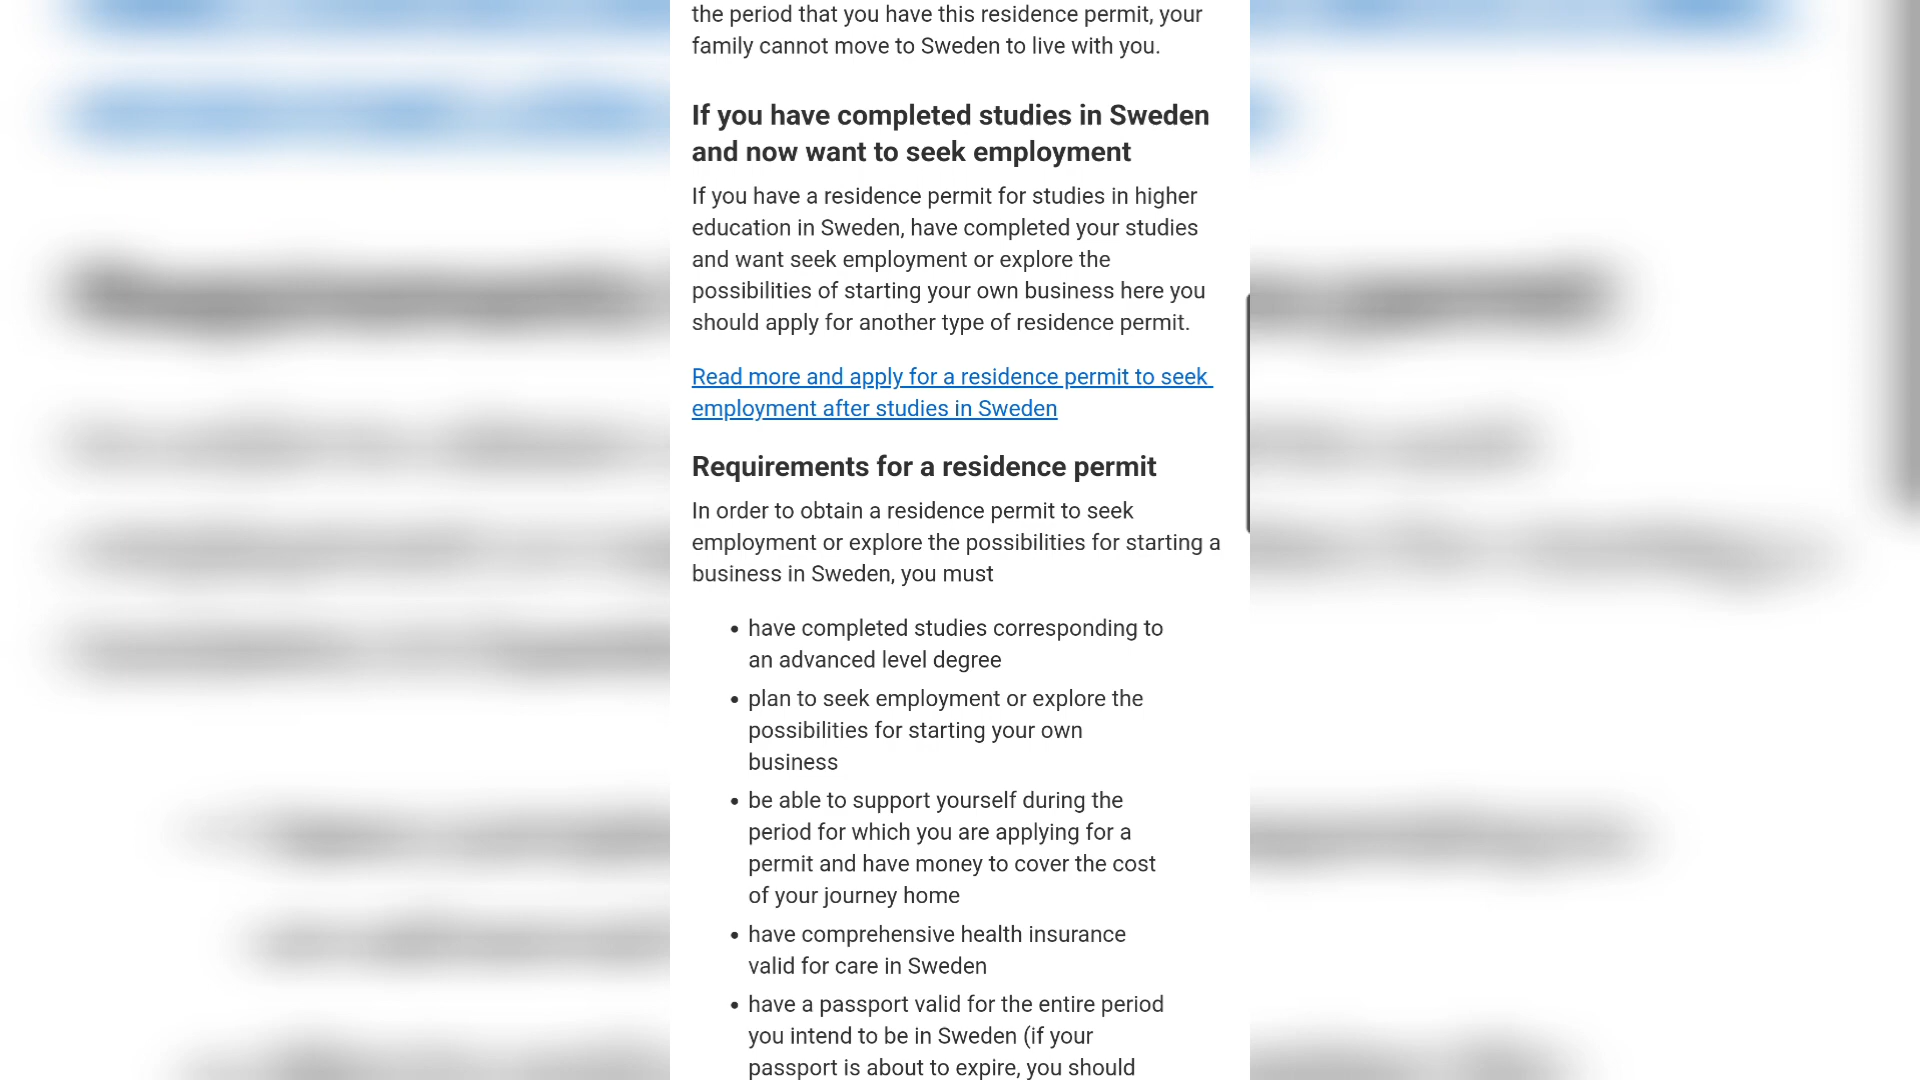 the period that you have this residence permit, your
family cannot move to Sweden to live with you.
If you have completed studies in Sweden
and now want to seek employment
If you have a residence permit for studies in higher
education in Sweden, have completed your studies
and want seek employment or explore the
possibilities of starting your own business here you
should apply for another type of residence permit.
Read more and apply for a residence permit to seek
employment after studies in Sweden
Requirements for a residence permit
In order to obtain a residence permit to seek
employment or explore the possibilities for starting a
business in Sweden, you must
• have completed studies corresponding to
an advanced level degree
• plan to seek employment or explore the
possibilities for starting your own
business
• be able to support yourself during the
period for which you are applying for a
permit and have money to cover the cost
of your journey home
• have comprehensive health insurance
valid for care in Sweden
• have a passport valid for the entire period
you intend to be in Sweden (if your
passport is about to expire, you should